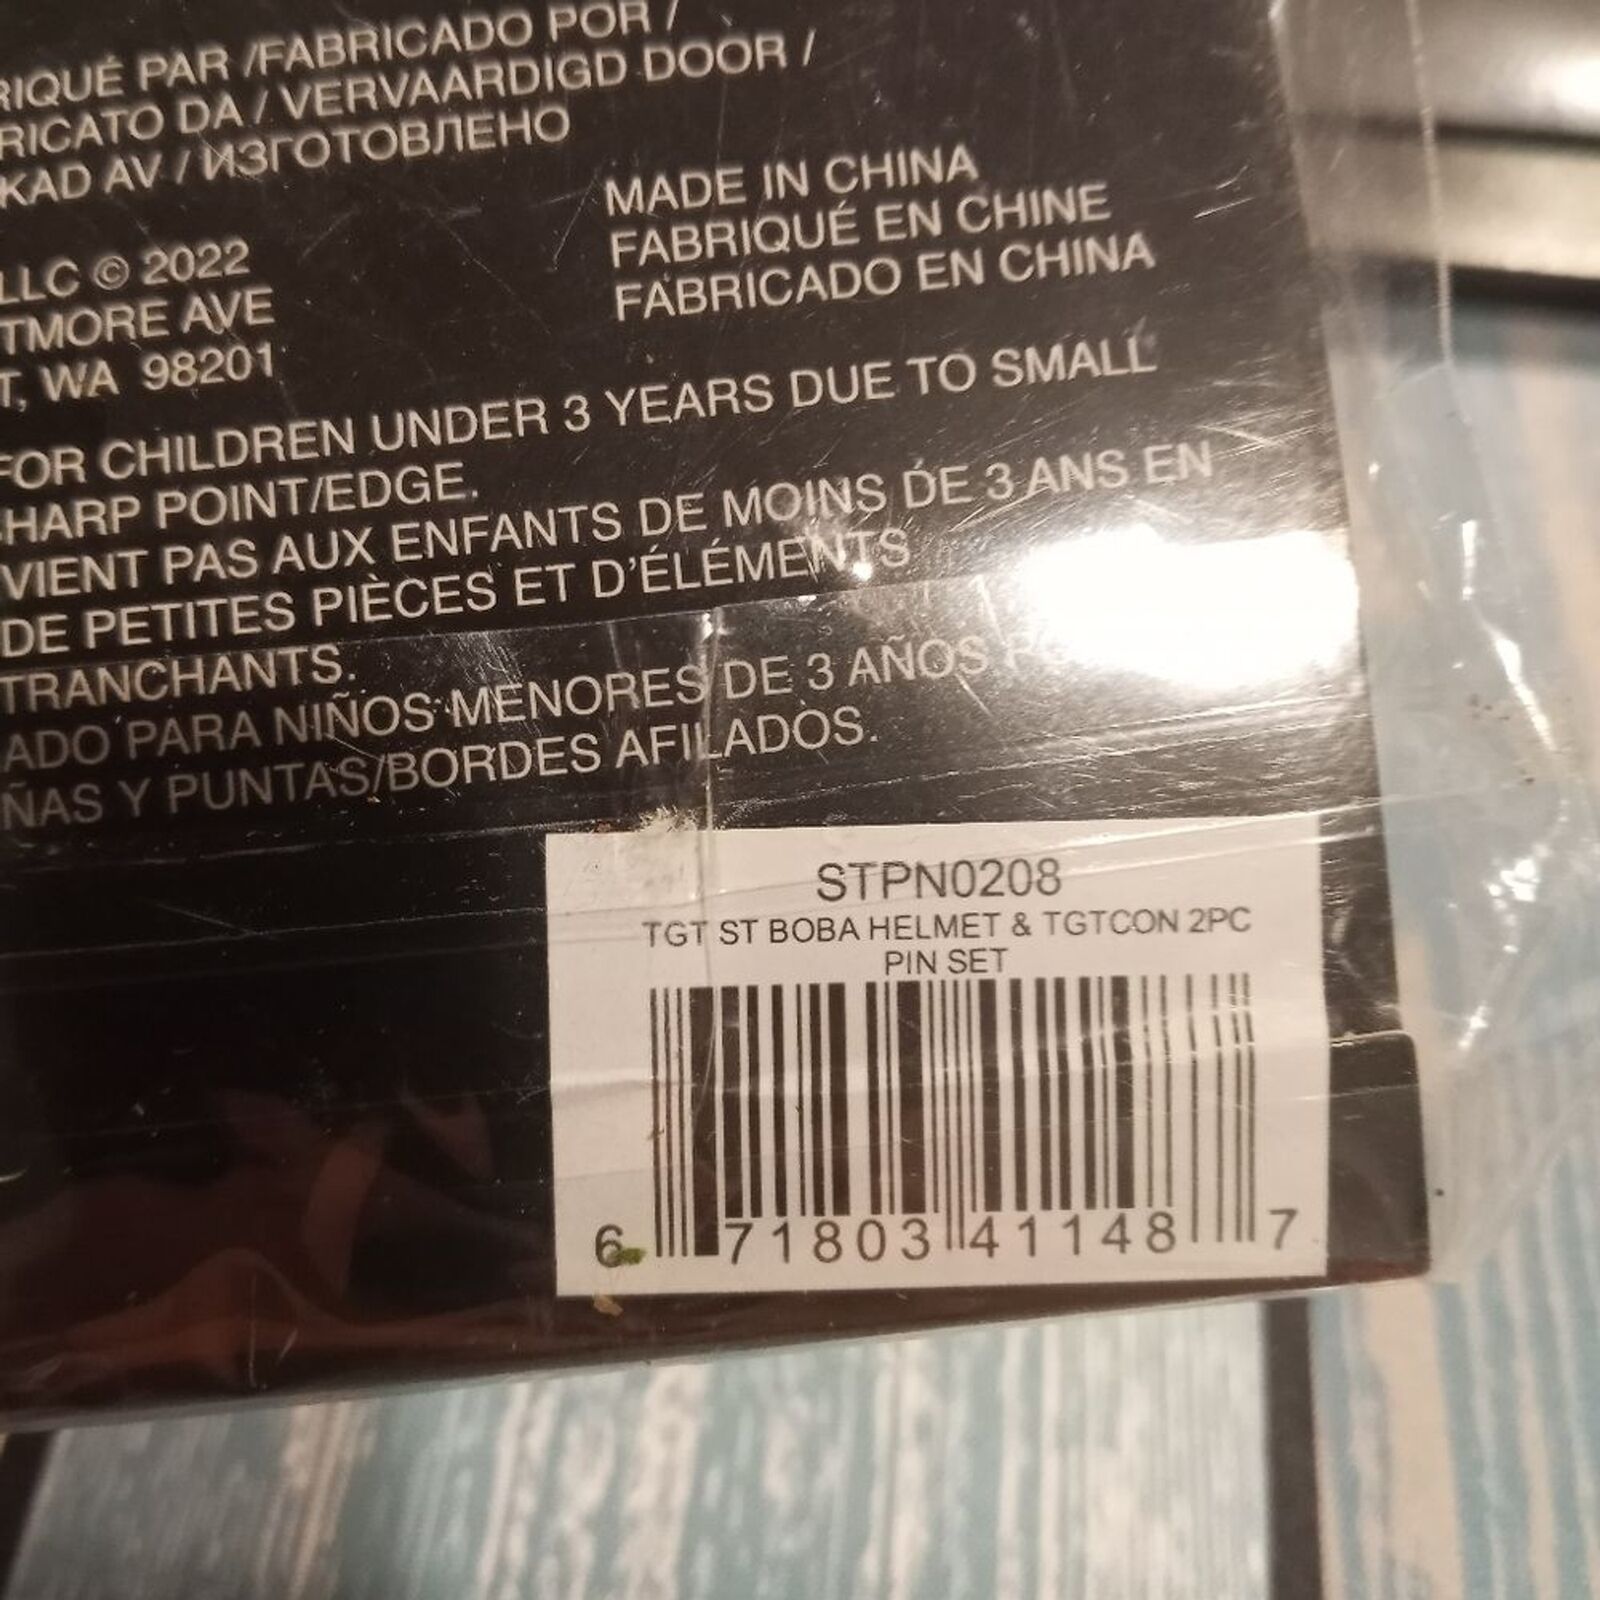 RIQUÉ PAR /FABRICADO POR /
RICATO DA / VERVAARDIGD DOOR /
KAD AV / ИЗГОТОВЛЕНО
LLC © 2022
TMORE AVE
T, WA 98201
MADE IN CHINA
FABRIQUÉ EN CHINE
FABRICADO EN CHINA
FOR CHILDREN UNDER 3 YEARS DUE TO SMALL
HARP POINT/EDGE.
VIENT PAS AUX ENFANTS DE MOINS DE 3 ANS EN
DE PETITES PIÈCES ET D'ÉLÉMENTS
TRANCHANTS.
ADO PARA NIÑOS MENORES DE 3 AÑOS
ÑAS Y PUNTAS/BORDES AFILADOS.
STPN0208
TGT ST BOBA HELMET & TGTCON 2PC
PIN SET
6 71803 41148 7